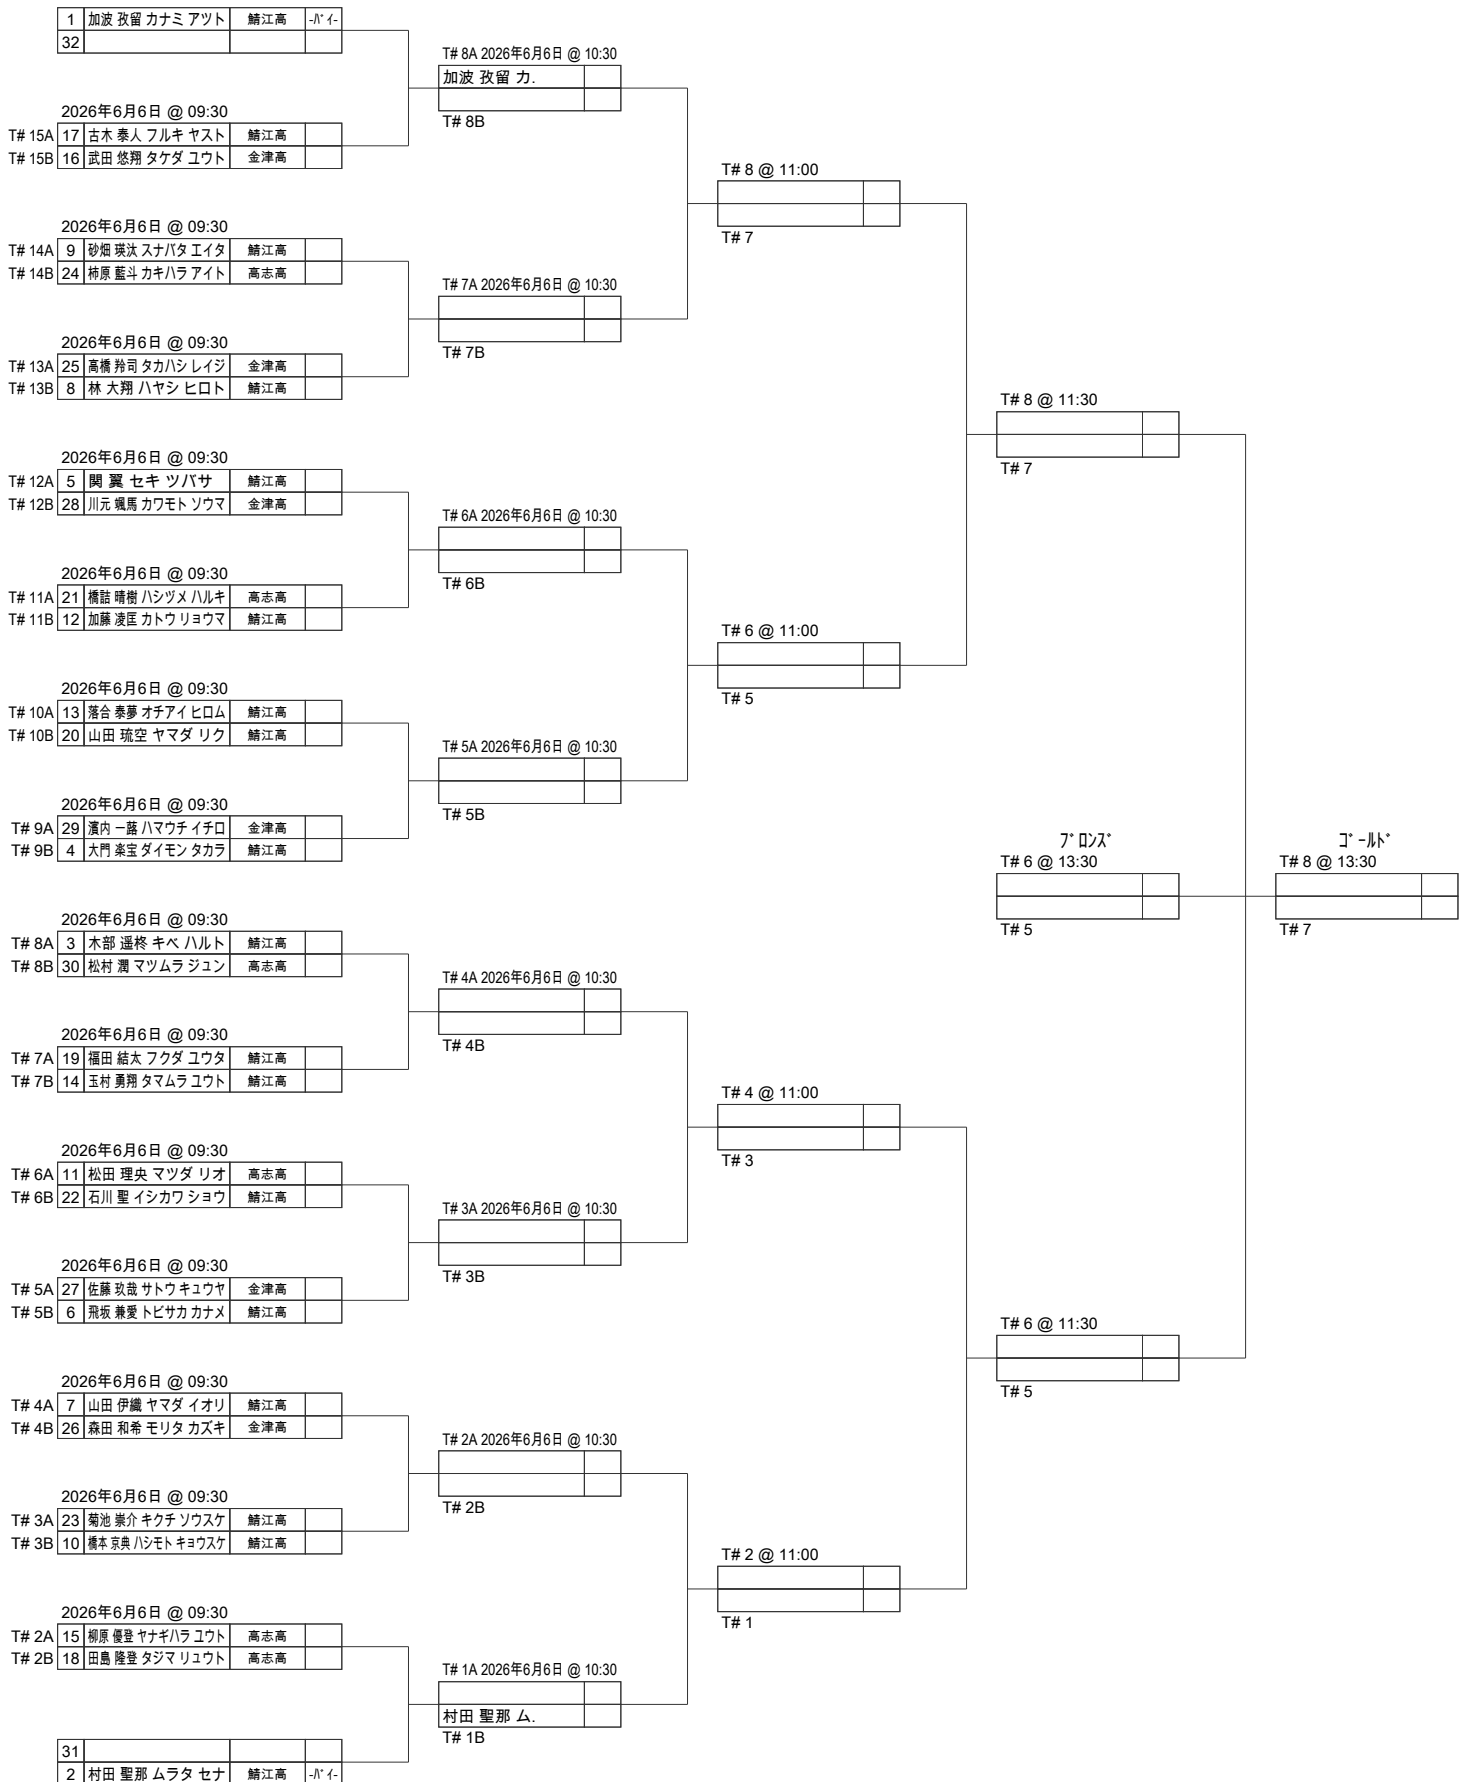 1 加波 孜留 カナミ アツト 鯖江高 -ﾊﾞｲ-
32
T# 8A 2026年6月6日 @ 10:30
加波 孜留 カ.
T# 8B
2026年6月6日 @ 09:30
T# 15A 17 古木 泰人 フルキ ヤスト 鯖江高
T# 15B 16 武田 悠翔 タケダ ユウト 金津高
T# 8 @ 11:00
T# 7
2026年6月6日 @ 09:30
T# 14A 9 砂畑 瑛汰 スナバタ エイタ 鯖江高
T# 14B 24 柿原 藍斗 カキハラ アイト 高志高
T# 7A 2026年6月6日 @ 10:30
T# 7B
2026年6月6日 @ 09:30
T# 13A 25 高橋 羚司 タカハシ レイジ 金津高
T# 13B 8 林 大翔 ハヤシ ヒロト 鯖江高
T# 8 @ 11:30
T# 7
2026年6月6日 @ 09:30
T# 12A 5 関 翼 セキ ツバサ 鯖江高
T# 12B 28 川元 颯馬 カワモト ソウマ 金津高
T# 6A 2026年6月6日 @ 10:30
T# 6B
2026年6月6日 @ 09:30
T# 11A 21 橋詰 晴樹 ハシヅメ ハルキ 高志高
T# 11B 12 加藤 凌匡 カトウ リョウマ 鯖江高
T# 6 @ 11:00
T# 5
2026年6月6日 @ 09:30
T# 10A 13 落合 泰夢 オチアイ ヒロム 鯖江高
T# 10B 20 山田 琉空 ヤマダ リク 鯖江高
T# 5A 2026年6月6日 @ 10:30
T# 5B
2026年6月6日 @ 09:30
T# 9A 29 濱内 一蕗 ハマウチ イチロ 金津高
T# 9B 4 大門 楽宝 ダイモン タカラ 鯖江高
ﾌﾞﾛﾝｽﾞ
T# 6 @ 13:30
T# 5
ｺﾞｰﾙﾄﾞ
T# 8 @ 13:30
T# 7
2026年6月6日 @ 09:30
T# 8A 3 木部 遥柊 キベ ハルト 鯖江高
T# 8B 30 松村 潤 マツムラ ジュン 高志高
T# 4A 2026年6月6日 @ 10:30
T# 4B
2026年6月6日 @ 09:30
T# 7A 19 福田 結太 フクダ ユウタ 鯖江高
T# 7B 14 玉村 勇翔 タマムラ ユウト 鯖江高
T# 4 @ 11:00
T# 3
2026年6月6日 @ 09:30
T# 6A 11 松田 理央 マツダ リオ 高志高
T# 6B 22 石川 聖 イシカワ ショウ 鯖江高
T# 3A 2026年6月6日 @ 10:30
T# 3B
2026年6月6日 @ 09:30
T# 5A 27 佐藤 玖哉 サトウ キュウヤ 金津高
T# 5B 6 飛坂 兼愛 トビサカ カナメ 鯖江高
T# 6 @ 11:30
T# 5
2026年6月6日 @ 09:30
T# 4A 7 山田 伊織 ヤマダ イオリ 鯖江高
T# 4B 26 森田 和希 モリタ カズキ 金津高
T# 2A 2026年6月6日 @ 10:30
T# 2B
2026年6月6日 @ 09:30
T# 3A 23 菊池 崇介 キクチ ソウスケ 鯖江高
T# 3B 10 橋本 京典 ハシモト キョウスケ 鯖江高
T# 2 @ 11:00
T# 1
2026年6月6日 @ 09:30
T# 2A 15 柳原 優登 ヤナギハラ ユウト 高志高
T# 2B 18 田島 隆登 タジマ リュウト 高志高
T# 1A 2026年6月6日 @ 10:30
村田 聖那 ム.
T# 1B
31
2 村田 聖那 ムラタ セナ 鯖江高 -ﾊﾞｲ-